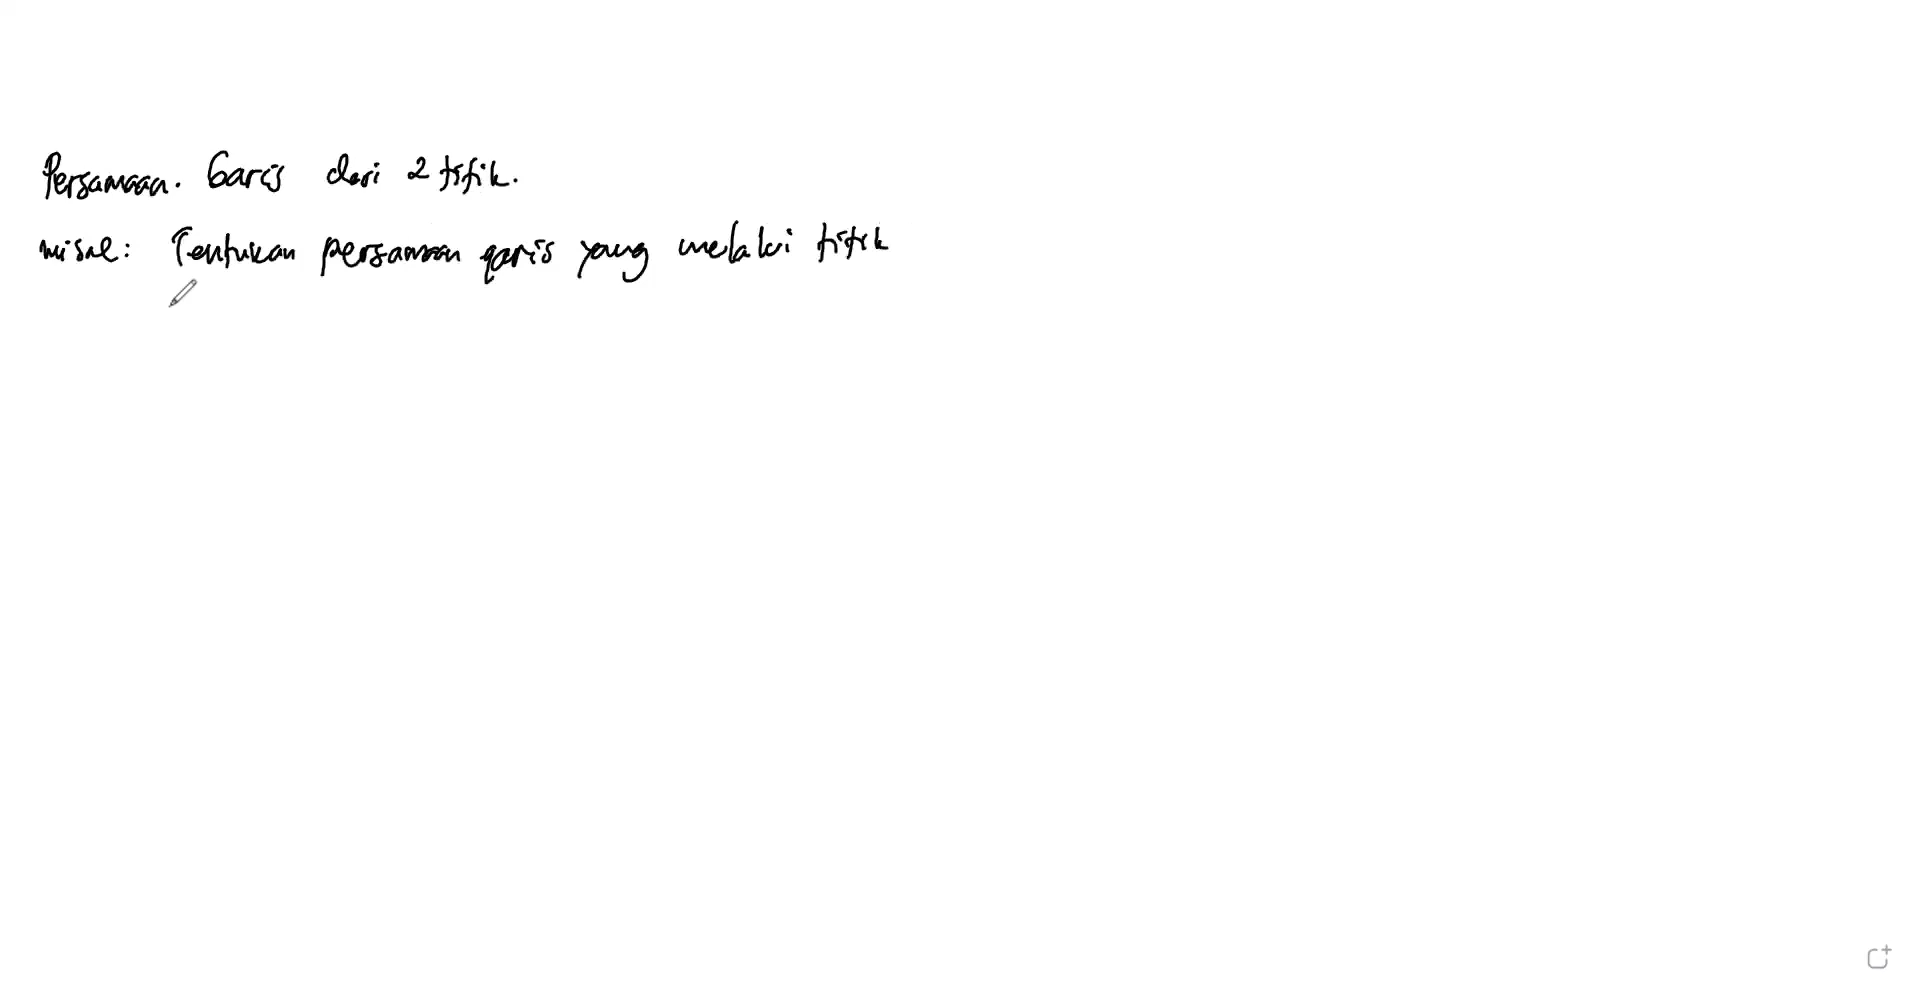 Persamaan. Garis dari 2 titik.
misal: Tentukan persamaan garis yang melalui titik